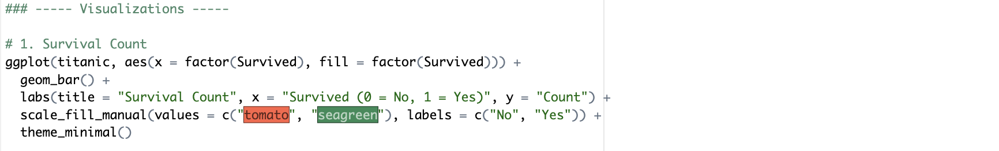 ### ----- Visualizations -----
# 1. Survival Count
ggplot(titanic, aes(x = factor(Survived), fill = factor(Survived))) +
  geom_bar() +
  labs(title = "Survival Count", x = "Survived (0 = No, 1 = Yes)", y = "Count") +
  scale_fill_manual(values = c("tomato", "seagreen"), labels = c("No", "Yes")) +
  theme_minimal()